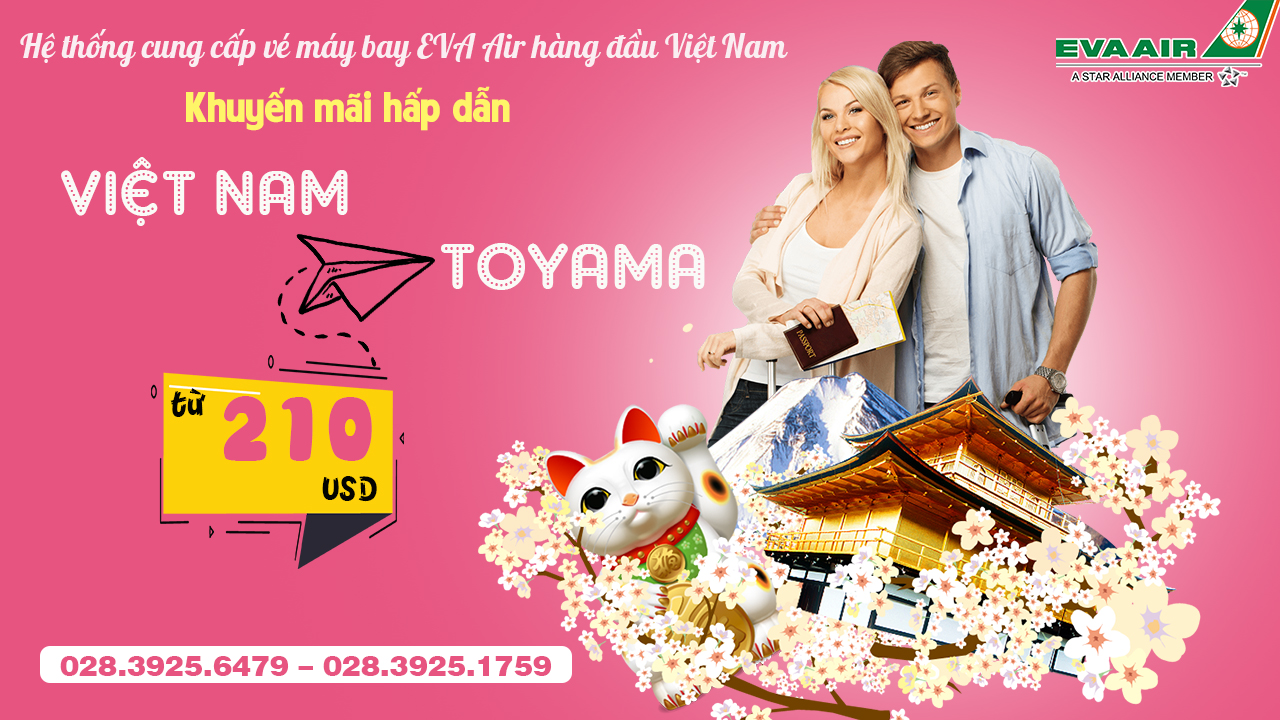 Hệ thống cung cấp vé máy bay EVA Air hàng đầu Việt Nam
EVA AIR
A STAR ALLIANCE MEMBER
Khuyến mãi hấp dẫn
VIỆT NAM
TOYAMA
PASSPORT
từ
210
USD
028.3925.6479 – 028.3925.1759